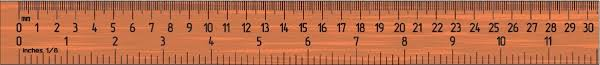 mm
0 1 2 3 4 5 6 7 8 9 10 11 12 13 14 15 16 17 18 19 20 21 22 23 24 25 26 27 28 29 30
0 1 2 3 4 5 6 7 8 9 10 11
Inches, 1/8